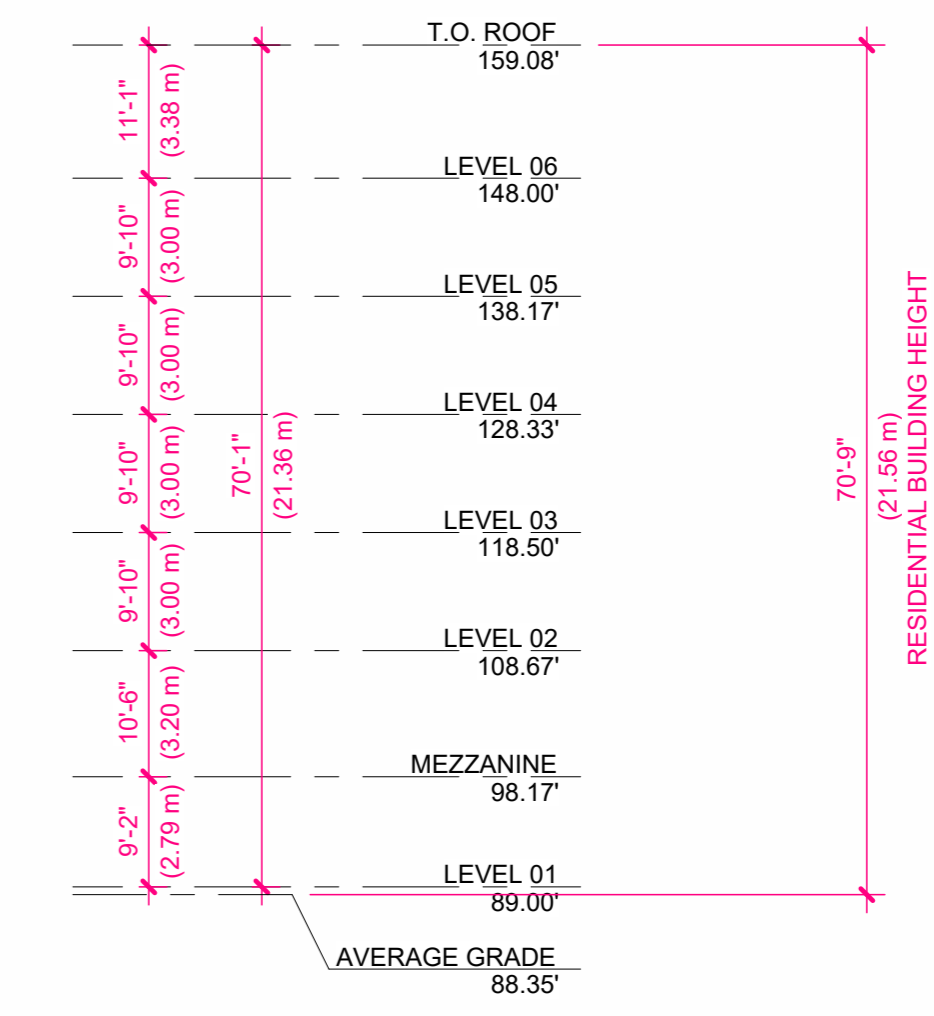 T.O. ROOF
159.08'
11'-1"
(3.38 m)
LEVEL 06
148.00'
9'-10"
(3.00 m)
LEVEL 05
138.17'
9'-10"
(3.00 m)
LEVEL 04
128.33'
9'-10"
(3.00 m)
70'-1"
(21.36 m)
70'-9"
(21.56 m)
RESIDENTIAL BUILDING HEIGHT
LEVEL 03
118.50'
9'-10"
(3.00 m)
LEVEL 02
108.67'
10'-6"
(3.20 m)
MEZZANINE
98.17'
9'-2"
(2.79 m)
LEVEL 01
89.00'
AVERAGE GRADE
88.35'